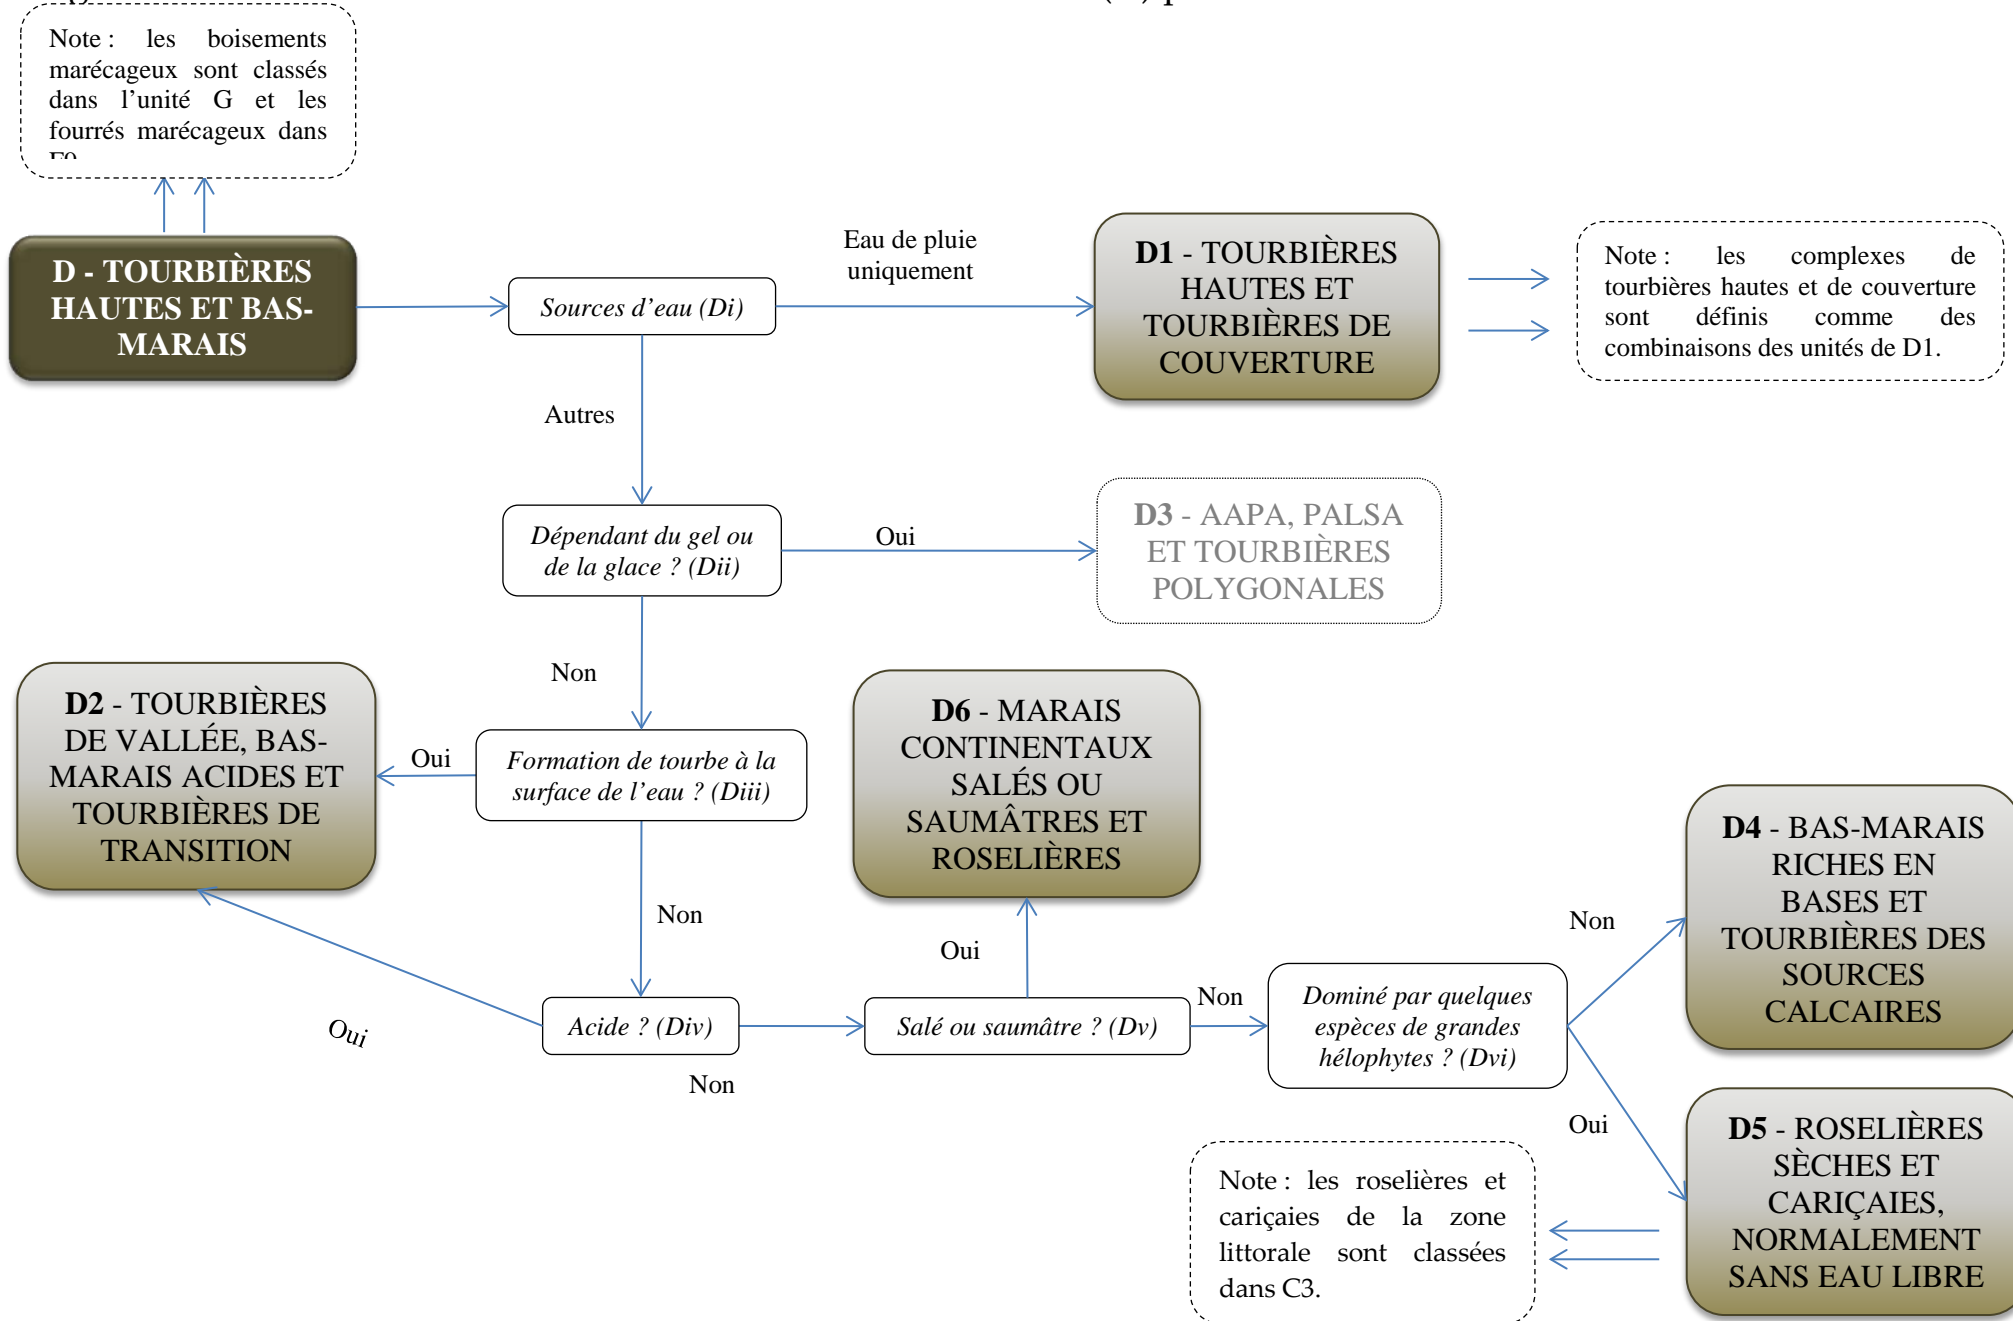 Note : les boisements
marécageux sont classés
dans l’unité G et les
fourrés marécageux dans
D - TOURBIÈRES
HAUTES ET BAS-
MARAIS
Sources d’eau (Di)
Eau de pluie
uniquement
D1 - TOURBIÈRES
HAUTES ET
TOURBIÈRES DE
COUVERTURE
Note : les complexes de
tourbières hautes et de couverture
sont définis comme des
combinaisons des unités de D1.
Autres
Dépendant du gel ou
de la glace ? (Dii)
Oui
D3 - AAPA, PALSA
ET TOURBIÈRES
POLYGONALES
Non
D2 - TOURBIÈRES
DE VALLÉE, BAS-
MARAIS ACIDES ET
TOURBIÈRES DE
TRANSITION
Oui
Formation de tourbe à la
surface de l’eau ? (Diii)
D6 - MARAIS
CONTINENTAUX
SALÉS OU
SAUMÂTRES ET
ROSELIÈRES
Non
Oui
Oui
Acide ? (Div)
Non
Salé ou saumâtre ? (Dv)
Non
Dominé par quelques
espèces de grandes
hélophytes ? (Dvi)
Non
D4 - BAS-MARAIS
RICHES EN
BASES ET
TOURBIÈRES DES
SOURCES
CALCAIRES
Oui
D5 - ROSELIÈRES
SÈCHES ET
CARIÇAIES,
NORMALEMENT
SANS EAU LIBRE
Note : les roselières et
cariçaies de la zone
littorale sont classées
dans C3.